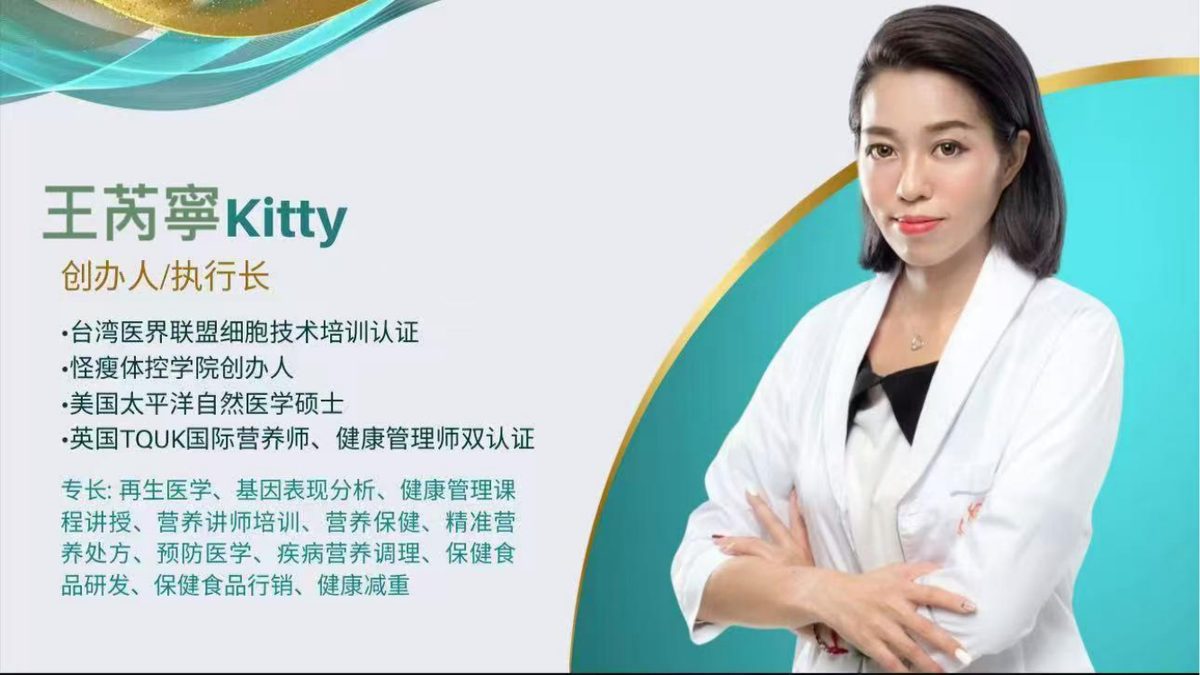 王芮寧Kitty
创办人/执行长
•台湾医界联盟细胞技术培训认证
•怪瘦体控学院创办人
•美国太平洋自然医学硕士
•英国TQUK国际营养师、健康管理师双认证
专长: 再生医学、基因表现分析、健康管理课
程讲授、营养讲师培训、营养保健、精准营
养处方、预防医学、疾病营养调理、保健食
品研发、保健食品行销、健康减重